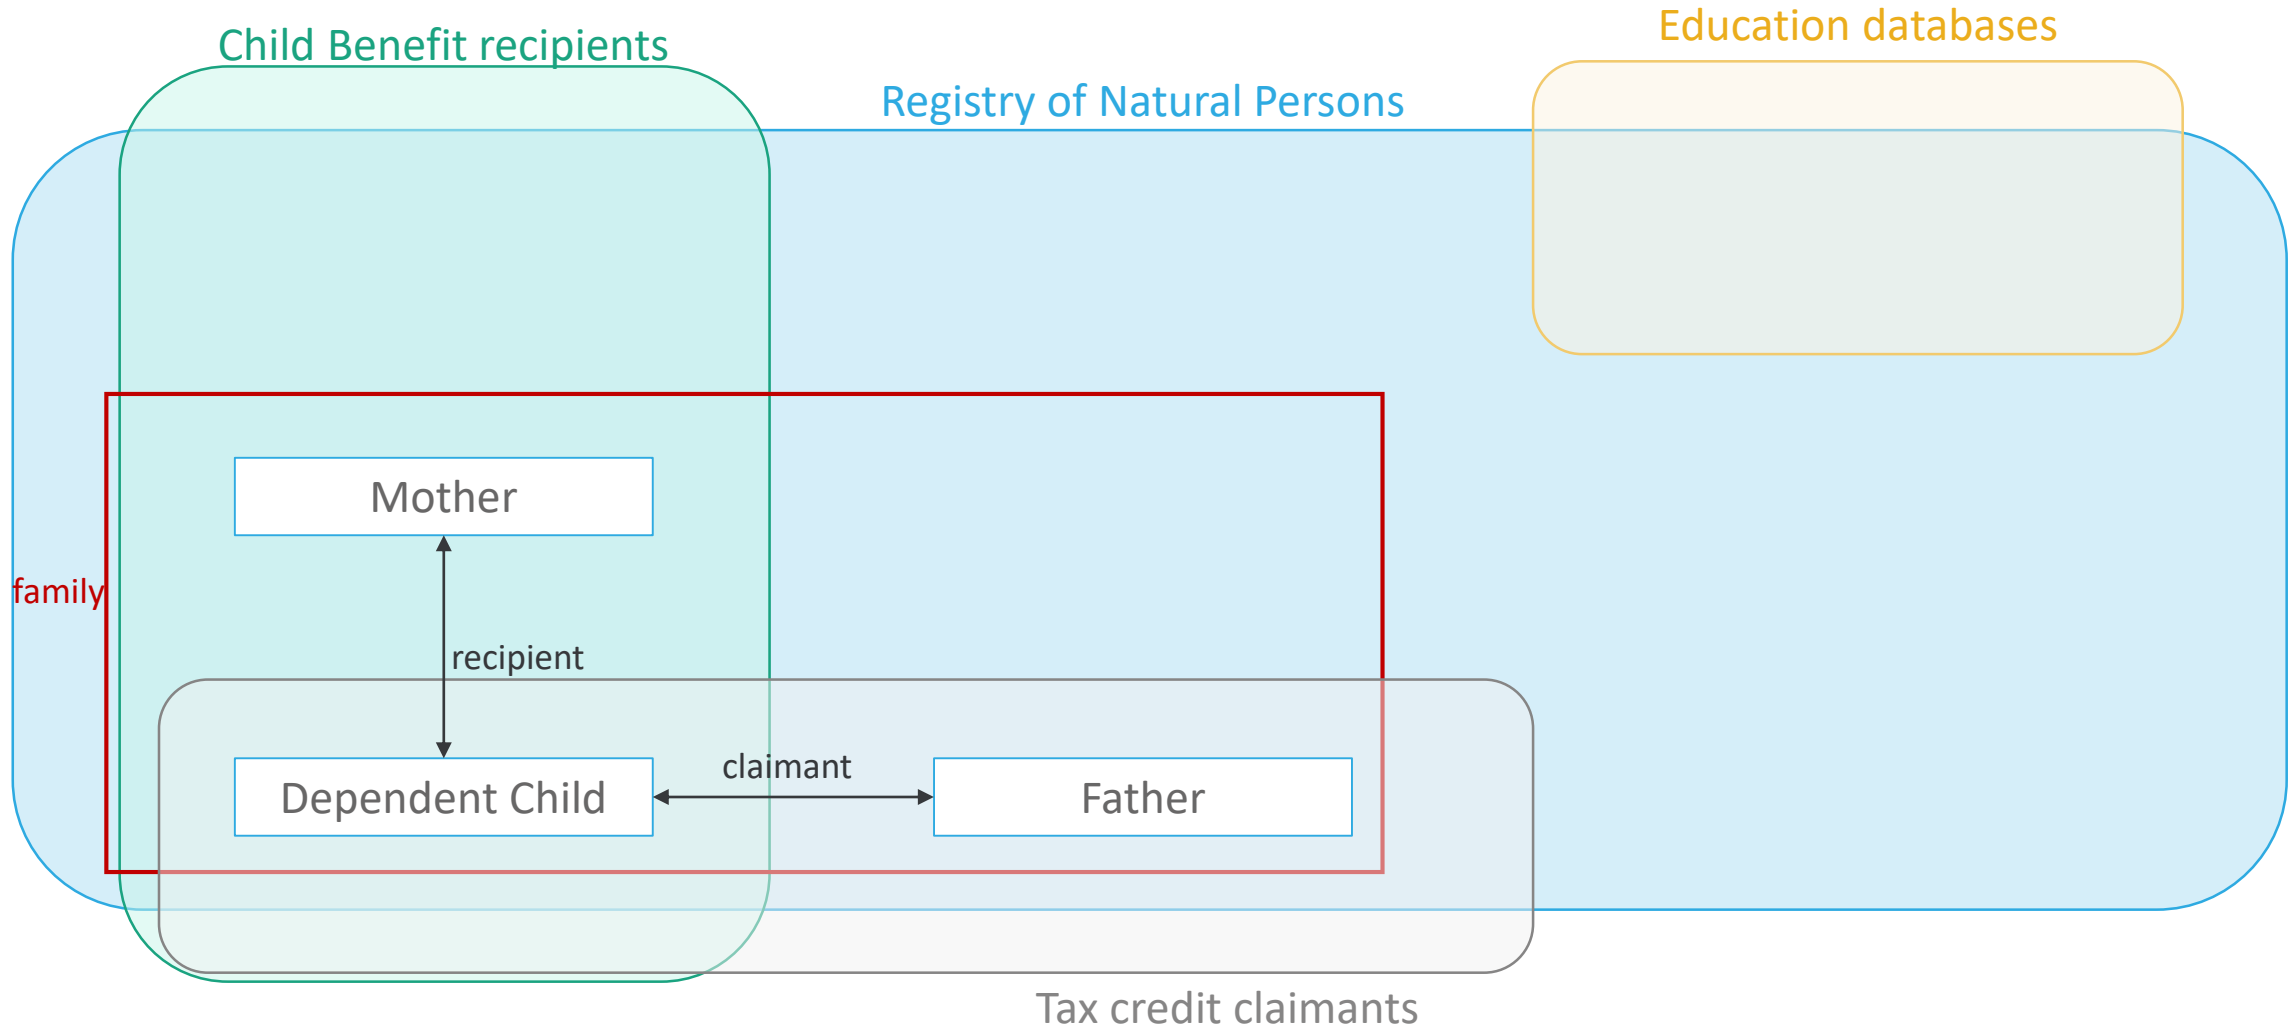 Education databases
Child Benefit recipients
Registry of Natural Persons
Mother
family
recipient
claimant
Dependent Child
Father
Tax credit claimants